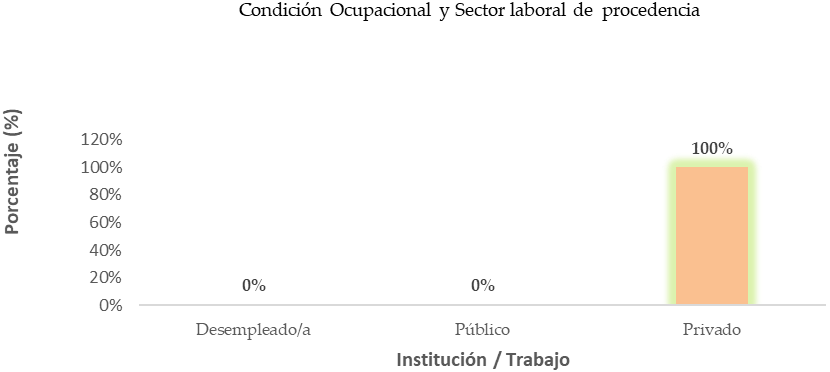 Condición Ocupacional y Sector laboral de procedencia
Porcentaje (%)
120%
100%
80%
60%
40%
20%
0%
0%
0%
100%
Desempleado/a
Público
Privado
Institución / Trabajo